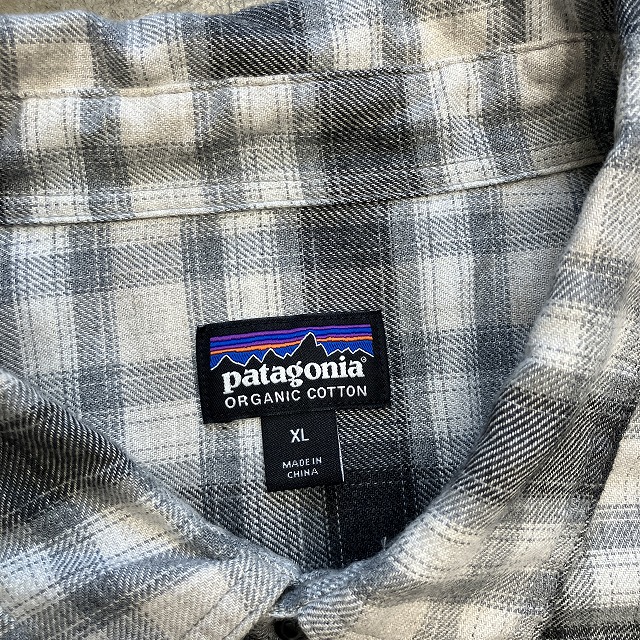 patagonia®
ORGANIC COTTON
XL
MADE IN
CHINA